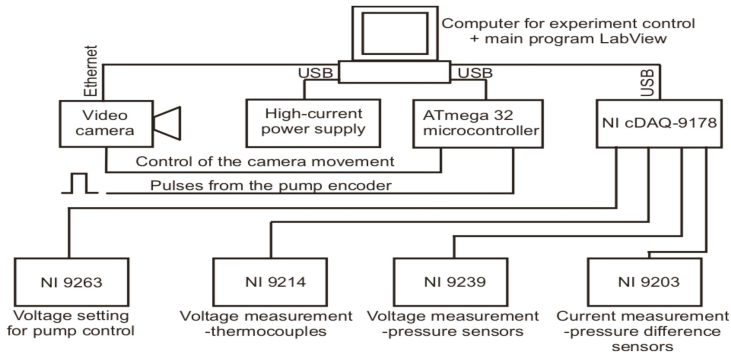 Computer for experiment control
+ main program LabView
Ethernet
USB
USB
USB
Video
camera
High-current
power supply
ATmega 32
microcontroller
NI cDAQ-9178
Control of the camera movement
Pulses from the pump encoder
NI 9263
NI 9214
NI 9239
NI 9203
Voltage setting
for pump control
Voltage measurement
-thermocouples
Voltage measurement
-pressure sensors
Current measurement
-pressure difference
sensors